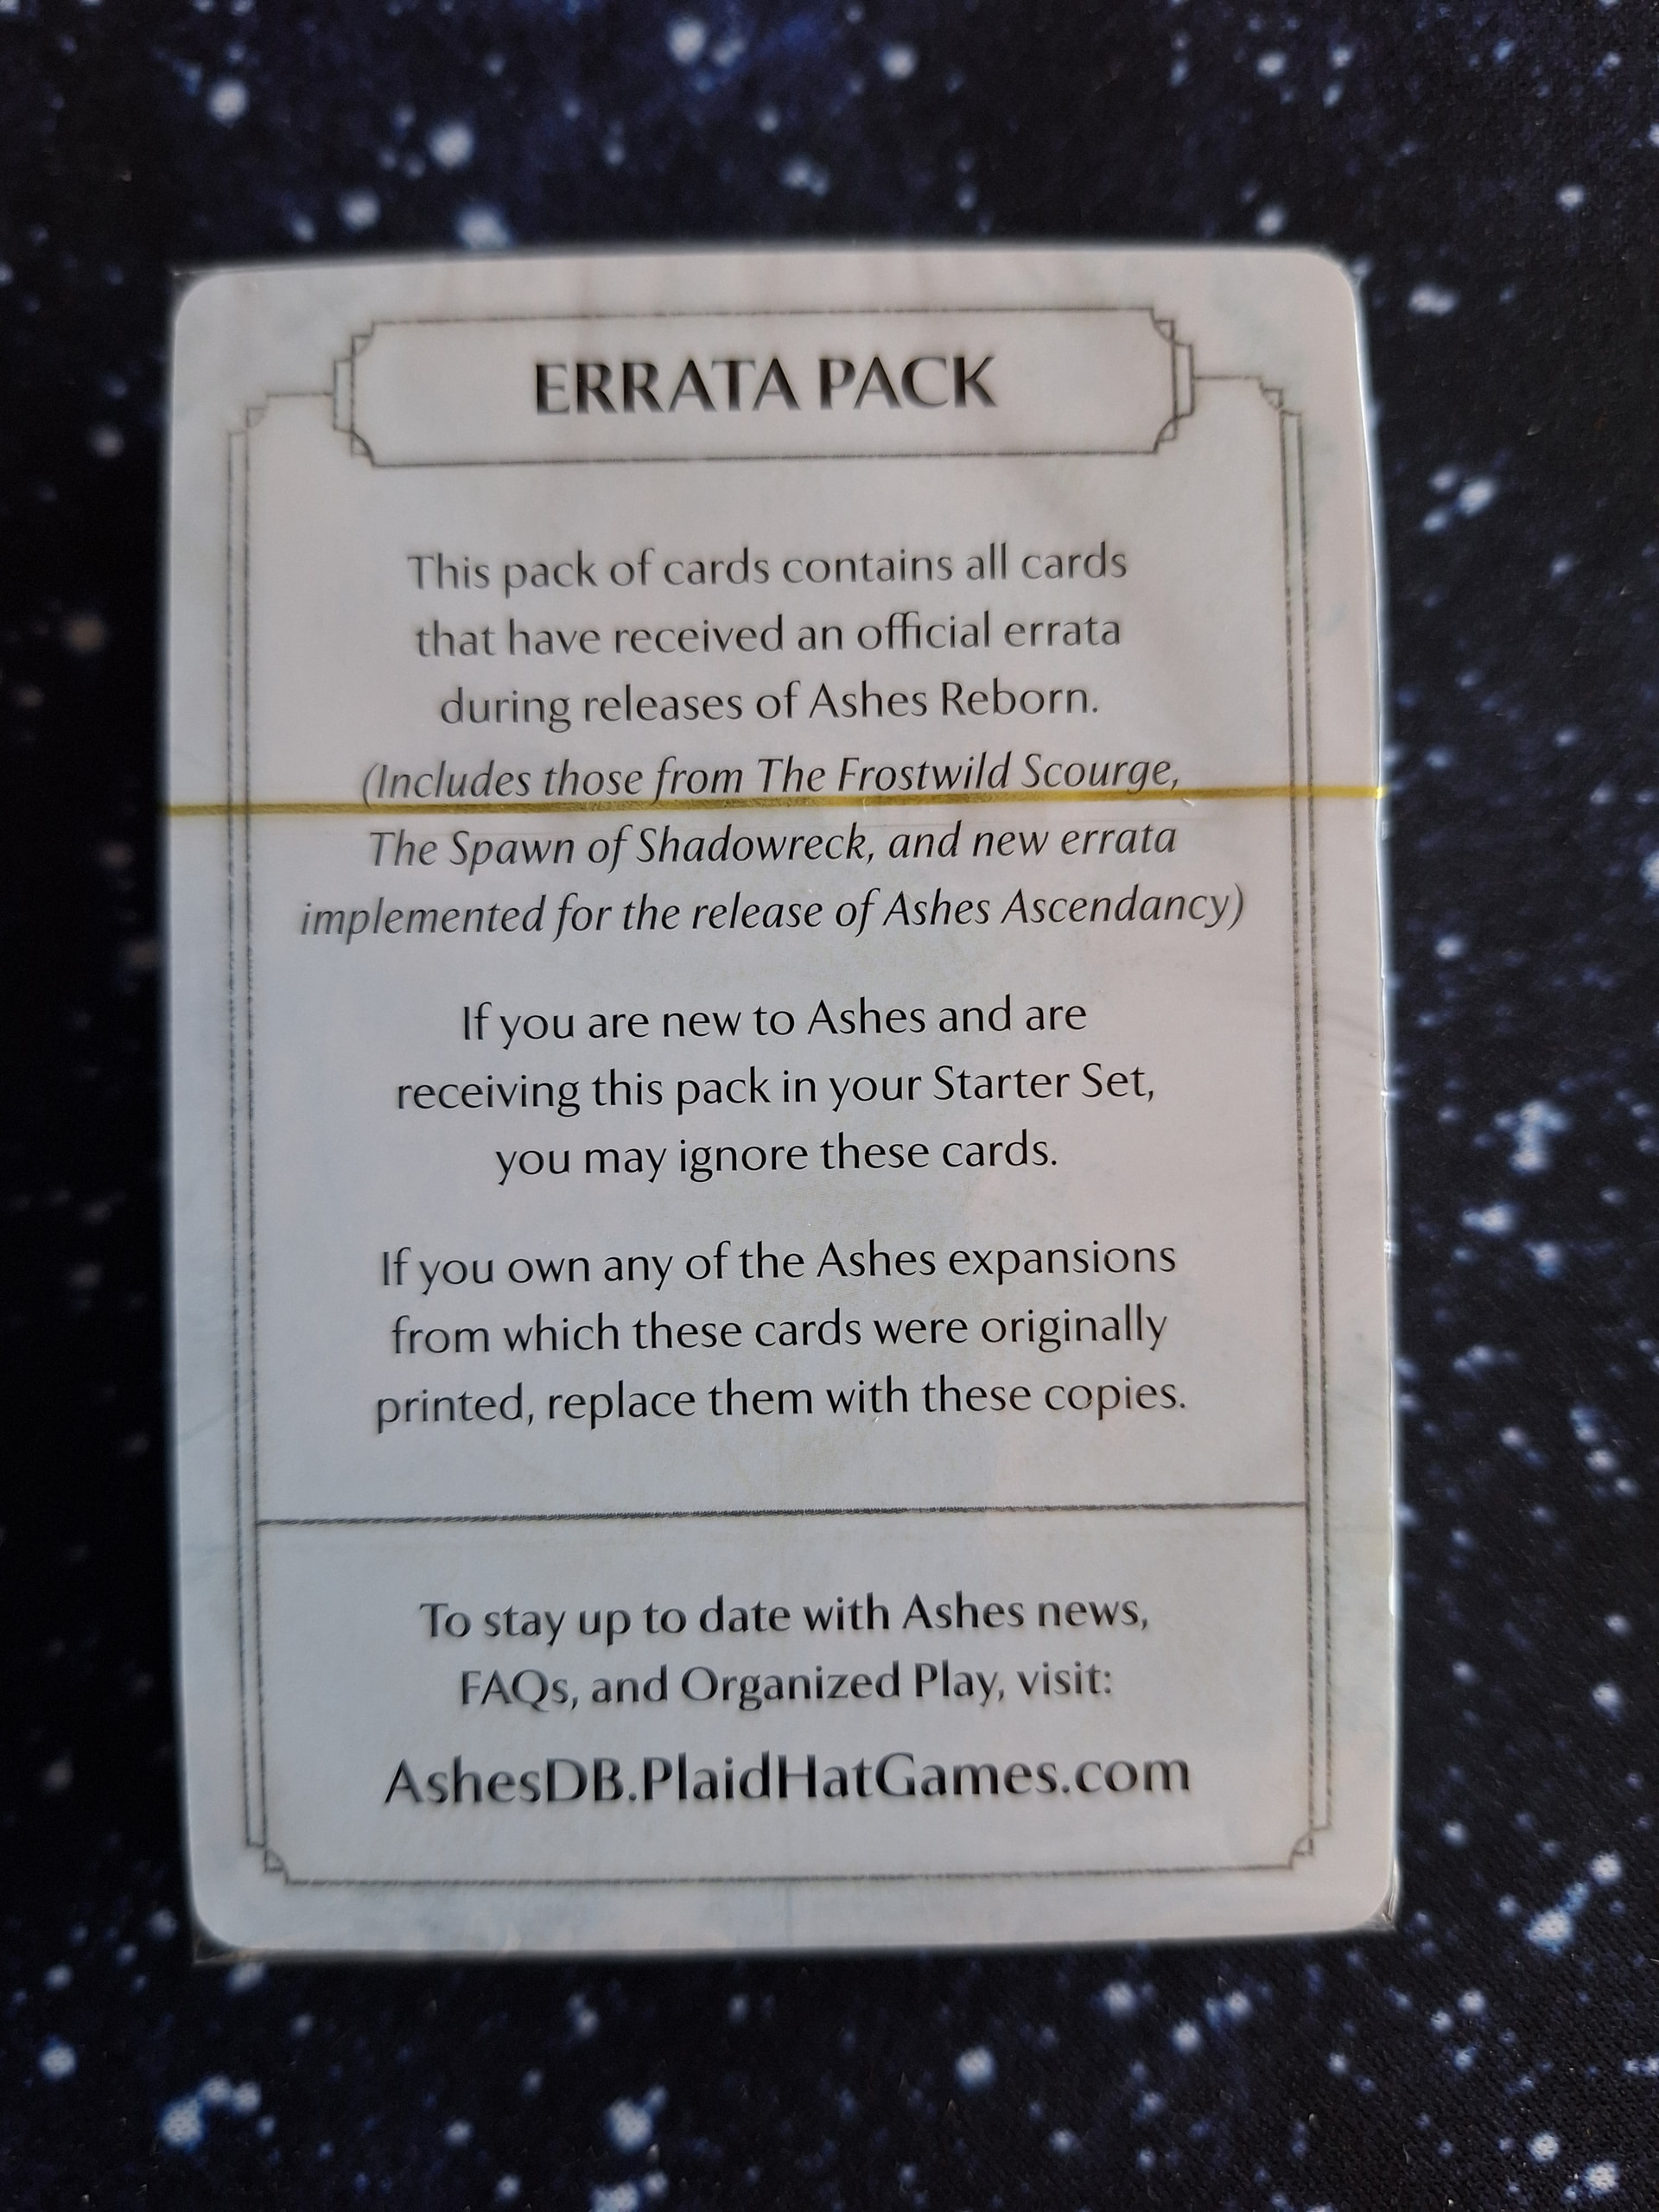 ERRATA PACK
This pack of cards contains all cards
that have received an official errata
during releases of Ashes Reborn.
(Includes those from The Frostwild Scourge,
The Spawn of Shadowreck, and new errata
implemented for the release of Ashes Ascendancy)
If you are new to Ashes and are
receiving this pack in your Starter Set,
you may ignore these cards.
If you own any of the Ashes expansions
from which these cards were originally
printed, replace them with these copies.
To stay up to date with Ashes news,
FAQs, and Organized Play, visit:
AshesDB.PlaidHatGames.com